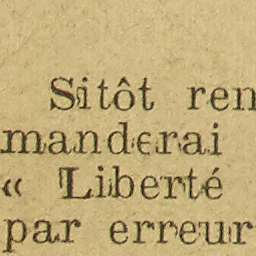 Sitôt ren
manderai
« Liberté
par erreur